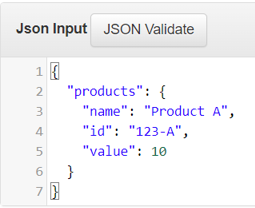 Json Input JSON Validate
1 {
2 "products": {
3 "name": "Product A",
4 "id": "123-A",
5 "value": 10
6 }
7 }